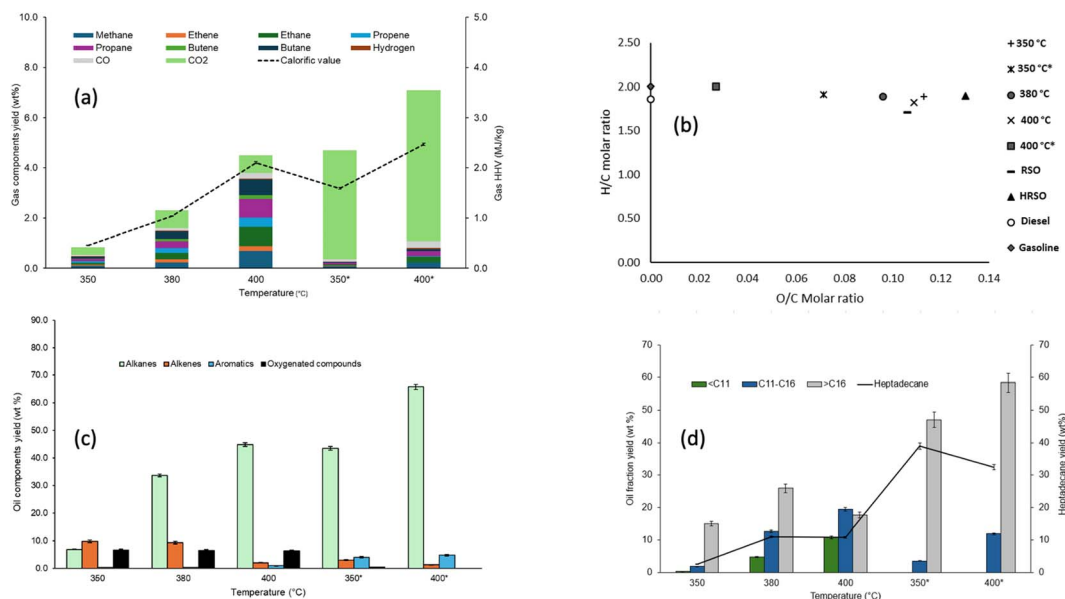 10.0 5.0
Methane Ethene Ethane Propene
Propane Butene Butane Hydrogen
CO CO2 Calorific value
8.0 4.0
(a)
6.0 3.0
4.0 2.0
2.0 1.0
0.0 0.0
Gas components yield (wt%)
Gas HHV (MJ/kg)
350 380 400 350* 400*
Temperature (°C)
2.50
2.00
1.50
1.00
0.50
0.00
H/C molar ratio
(b)
0.00 0.02 0.04 0.06 0.08 0.10 0.12 0.14
O/C Molar ratio
350 °C
350 °C*
380 °C
400 °C
400 °C*
RSO
HRSO
Diesel
Gasoline
90.0
80.0
70.0
60.0
50.0
40.0
30.0
20.0
10.0
0.0
Oil components yield (wt %)
Alkanes Alkenes Aromatics Oxygenated compounds
(c)
350 380 400 350* 400*
Temperature (°C)
70 70
60 60
50 50
40 40
30 30
20 20
10 10
0 0
Oil fraction yield (wt %)
Heptadecane yield (wt %)
<C11 C11-C16 >C16 Heptadecane
(d)
350 380 400 350* 400*
Temperature (°C)